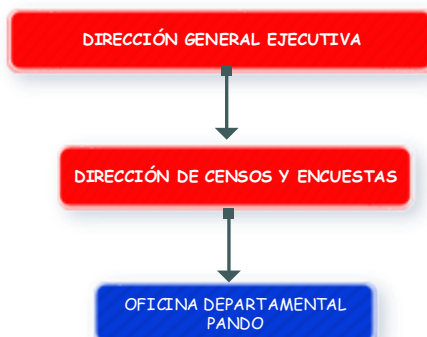 DIRECCIÓN GENERAL EJECUTIVA
DIRECCIÓN DE CENSOS Y ENCUESTAS
OFICINA DEPARTAMENTAL
PANDO